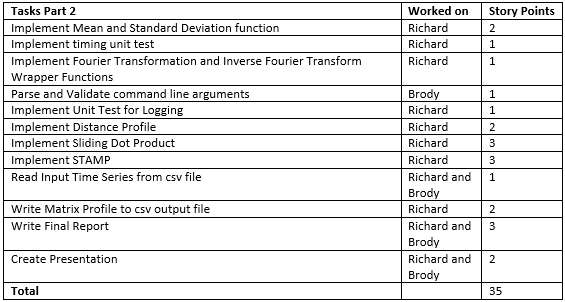 Tasks Part 2 Worked on Story Points
Implement Mean and Standard Deviation function Richard 2
Implement timing unit test Richard 1
Implement Fourier Transformation and Inverse Fourier Transform Richard 1
Wrapper Functions
Parse and Validate command line arguments Brody 1
Implement Unit Test for Logging Richard 1
Implement Distance Profile Richard 2
Implement Sliding Dot Product Richard 3
Implement STAMP Richard 3
Read Input Time Series from csv file Richard and 1
Brody
Write Matrix Profile to csv output file Richard 2
Write Final Report Richard and 3
Brody
Create Presentation Richard and 2
Brody
Total 35